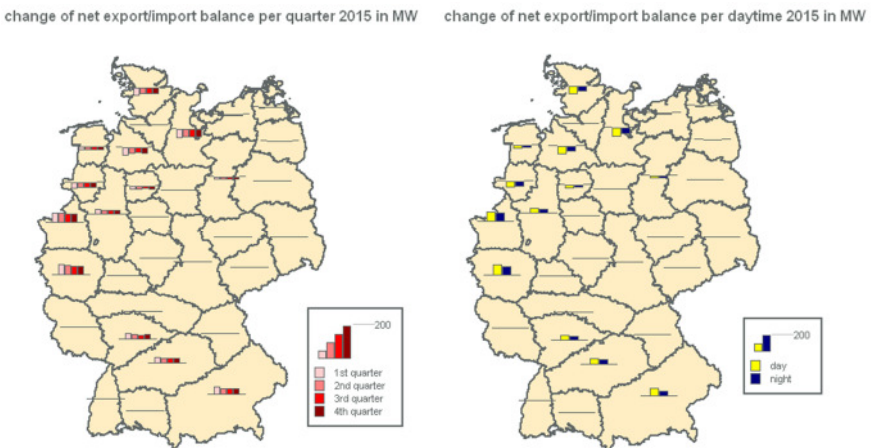 change of net export/import balance per quarter 2015 in MW
change of net export/import balance per daytime 2015 in MW
200
1st quarter
2nd quarter
3rd quarter
4th quarter
200
day
night